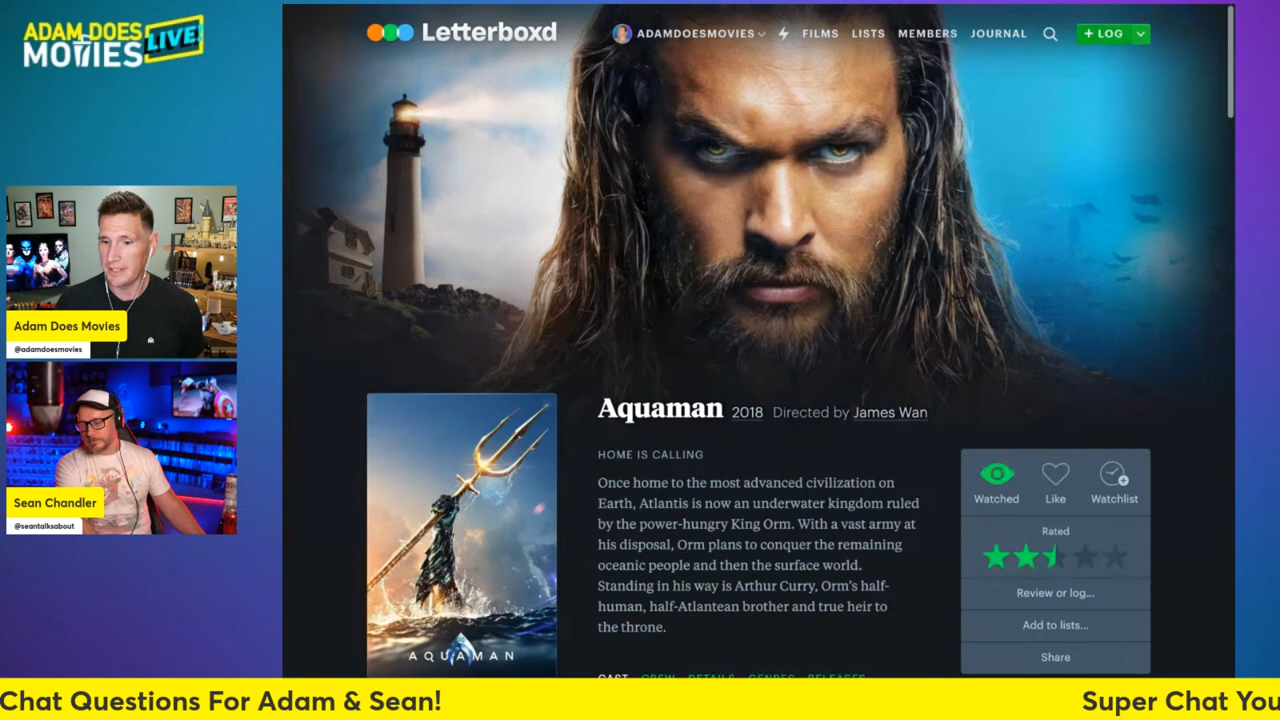 ADAM DOES
MOVIES LIVE!
Letterboxd
ADAMDOESMOVIES FILMS LISTS MEMBERS JOURNAL + LOG
Adam Does Movies
@adamdoesmovies
Sean Chandler
@seantalksabout
Aquaman 2018 Directed by James Wan
HOME IS CALLING
Once home to the most advanced civilization on
Earth, Atlantis is now an underwater kingdom ruled
by the power-hungry King Orm. With a vast army at
his disposal, Orm plans to conquer the remaining
oceanic people and then the surface world.
Standing in his way is Arthur Curry, Orm's half-
human, half-Atlantean brother and true heir to
the throne.
Watched Like Watchlist
Rated
Review or log...
Add to lists...
Share
AQUAMAN
CAST CREW DETAILS GENRES RELEASES
Chat Questions For Adam & Sean! Super Chat You